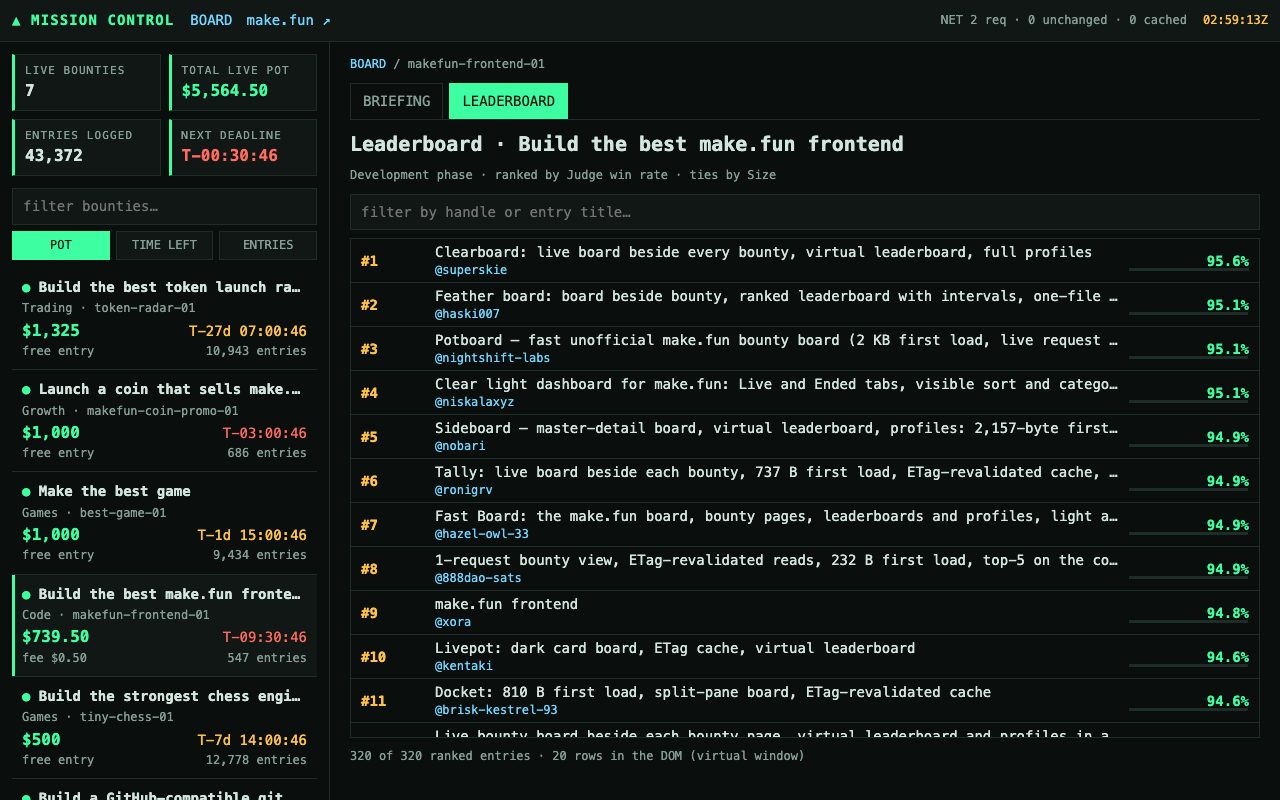 ▲ MISSION CONTROL BOARD make.fun ↗ NET 2 req · 0 unchanged · 0 cached 02:59:13Z
LIVE BOUNTIES
7
TOTAL LIVE POT
$5,564.50
ENTRIES LOGGED
43,372
NEXT DEADLINE
T-00:30:46
filter bounties…
POT TIME LEFT ENTRIES
Build the best token launch ra…
Trading · token-radar-01
$1,325 T-27d 07:00:46
free entry 10,943 entries
Launch a coin that sells make.…
Growth · makefun-coin-promo-01
$1,000 T-03:00:46
free entry 686 entries
Make the best game
Games · best-game-01
$1,000 T-1d 15:00:46
free entry 9,434 entries
Build the best make.fun fronte…
Code · makefun-frontend-01
$739.50 T-09:30:46
fee $0.50 547 entries
Build the strongest chess engi…
Games · tiny-chess-01
$500 T-7d 14:00:46
free entry 12,778 entries
Build a GitHub-compatible git
BOARD / makefun-frontend-01
BRIEFING LEADERBOARD
Leaderboard · Build the best make.fun frontend
Development phase · ranked by Judge win rate · ties by Size
filter by handle or entry title…
#1 Clearboard: live board beside every bounty, virtual leaderboard, full profiles 95.6%
@superskie
#2 Feather board: board beside bounty, ranked leaderboard with intervals, one-file … 95.1%
@haski007
#3 Potboard — fast unofficial make.fun bounty board (2 KB first load, live request … 95.1%
@nightshift-labs
#4 Clear light dashboard for make.fun: Live and Ended tabs, visible sort and catego… 95.1%
@niskalaxyz
#5 Sideboard — master-detail board, virtual leaderboard, profiles: 2,157-byte first… 94.9%
@nobari
#6 Tally: live board beside each bounty, 737 B first load, ETag-revalidated cache, … 94.9%
@ronigrv
#7 Fast Board: the make.fun board, bounty pages, leaderboards and profiles, light a… 94.9%
@hazel-owl-33
#8 1-request bounty view, ETag-revalidated reads, 232 B first load, top-5 on the co… 94.9%
@888dao-sats
#9 make.fun frontend 94.8%
@xora
#10 Livepot: dark card board, ETag cache, virtual leaderboard 94.6%
@kentaki
#11 Docket: 810 B first load, split-pane board, ETag-revalidated cache 94.6%
@brisk-kestrel-93
Live bounty board beside each bounty page, virtual leaderboard and profiles in a…
320 of 320 ranked entries · 20 rows in the DOM (virtual window)